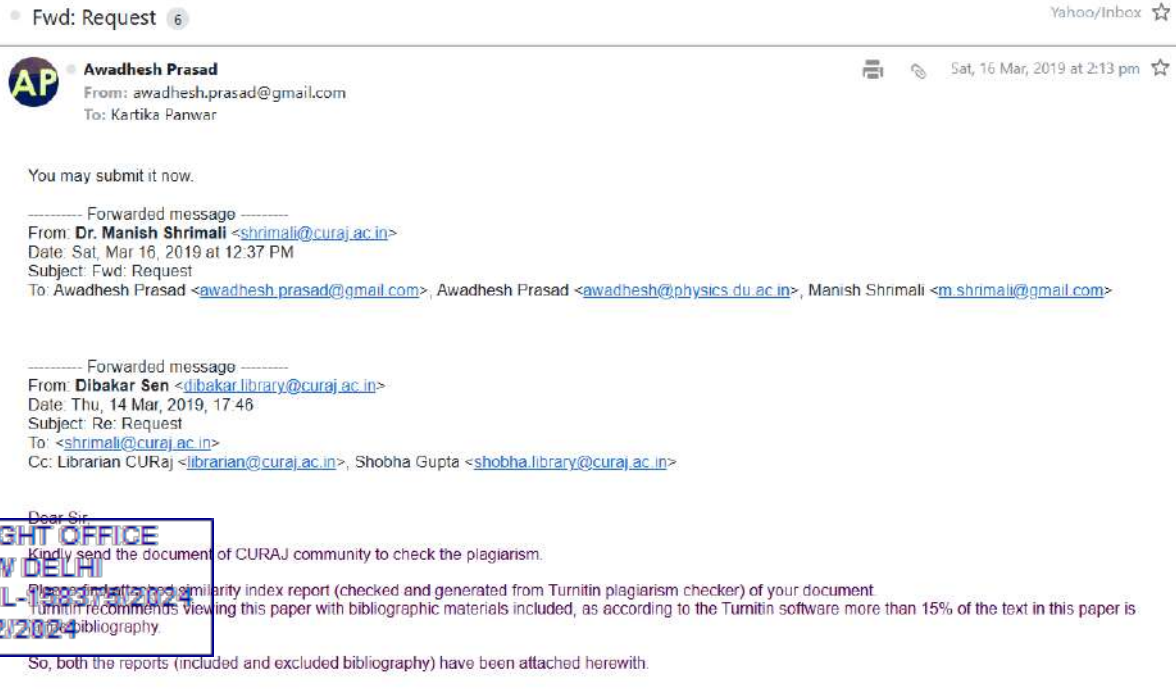 Fwd: Request 6
Yahoo/Inbox
AP
Awadhesh Prasad
Sat, 16 Mar, 2019 at 2:13 pm
From: awadhesh.prasad@gmail.com
To: Kartika Panwar
You may submit it now.
---------- Forwarded message ---------
From: Dr. Manish Shrimali <shrimali@curaj.ac.in>
Date: Sat, Mar 16, 2019 at 12:37 PM
Subject: Fwd: Request
To: Awadhesh Prasad <awadhesh.prasad@gmail.com>, Awadhesh Prasad <awadhesh@physics.du.ac.in>, Manish Shrimali <m.shrimali@gmail.com>
---------- Forwarded message ---------
From: Dibakar Sen <dibakar.library@curaj.ac.in>
Date: Thu, 14 Mar, 2019, 17:46
Subject: Re: Request
To: <shrimali@curaj.ac.in>
Cc: Librarian CURaj <librarian@curaj.ac.in>, Shobha Gupta <shobha.library@curaj.ac.in>
Dear Sir,
GHT OFFICE
Kindly send the document of CURAJ community to check the plagiarism.
W DELHI
Please find attached similarity index report (checked and generated from Turnitin plagiarism checker) of your document.
Turnitin recommends viewing this paper with bibliographic materials included, as according to the Turnitin software more than 15% of the text in this paper is
bibliography.
/2024
So, both the reports (included and excluded bibliography) have been attached herewith.